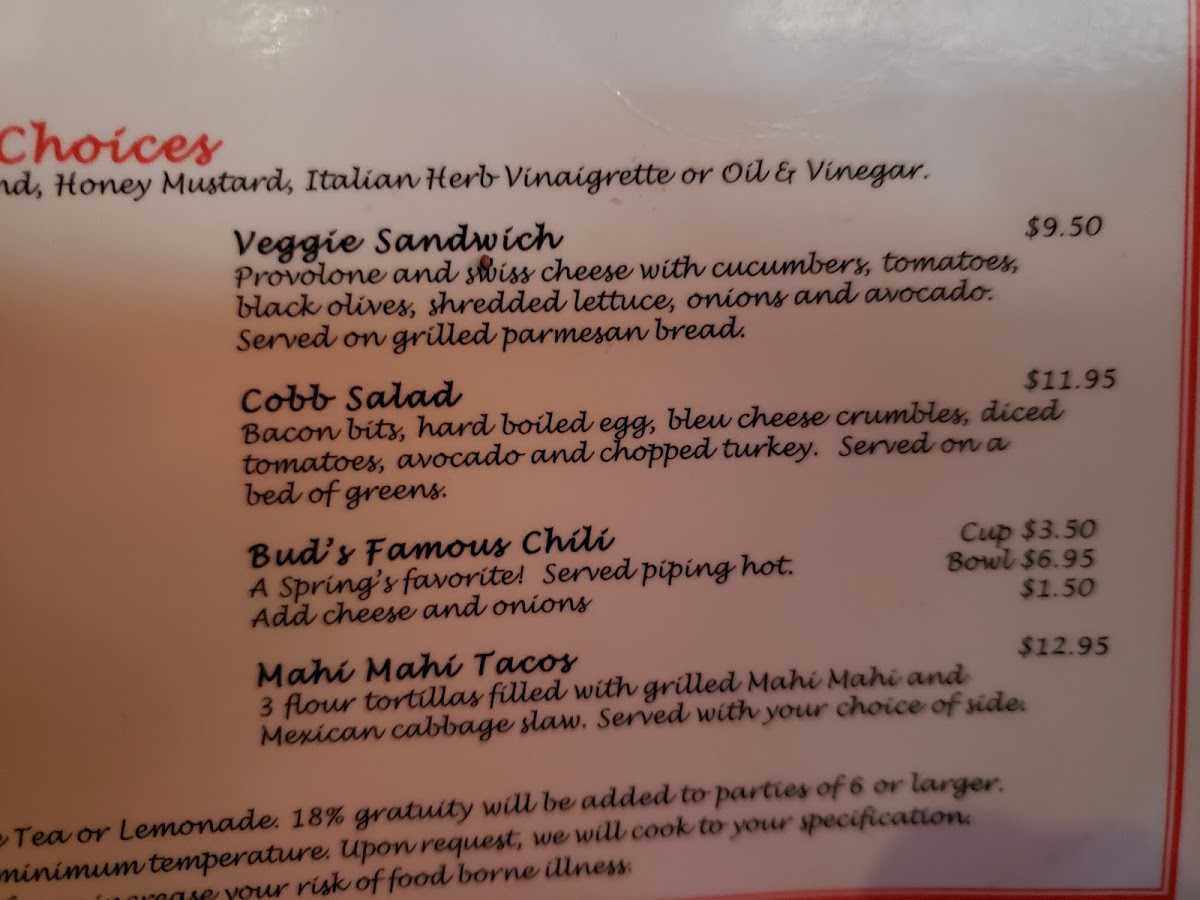 Choices
nd, Honey Mustard, Italian Herb Vinaigrette or Oil & Vinegar.
Veggie Sandwich $9.50
Provolone and swiss cheese with cucumbers, tomatoes,
black olives, shredded lettuce, onions and avocado.
Served on grilled parmesan bread.
Cobb Salad $11.95
Bacon bits, hard boiled egg, bleu cheese crumbles, diced
tomatoes, avocado and chopped turkey. Served on a
bed of greens.
Bud's Famous Chili Cup $3.50
A Spring's favorite! Served piping hot. Bowl $6.95
Add cheese and onions $1.50
Mahi Mahi Tacos $12.95
3 flour tortillas filled with grilled Mahi Mahi and
Mexican cabbage slaw. Served with your choice of side.
Tea or Lemonade. 18% gratuity will be added to parties of 6 or larger.
minimum temperature. Upon request, we will cook to your specification.
increase your risk of food borne illness.